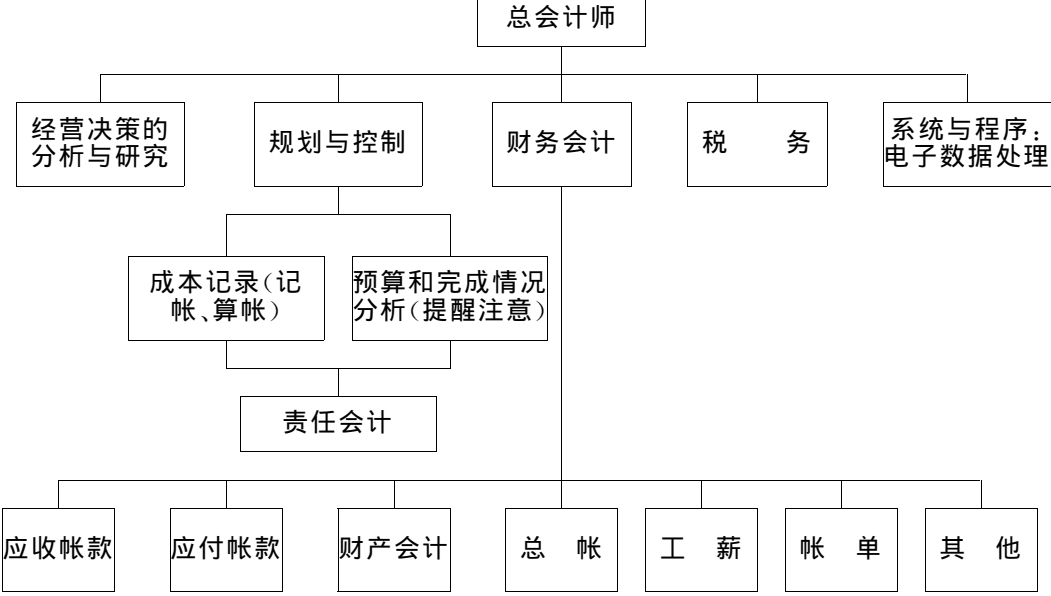 总会计师
经营决策的
分析与研究
规划与控制
财务会计
税 务
系统与程序：
电子数据处理
成本记录(记
帐、算帐)
预算和完成情况
分析(提醒注意)
责任会计
应收帐款
应付帐款
财产会计
总 帐
工 薪
帐 单
其 他